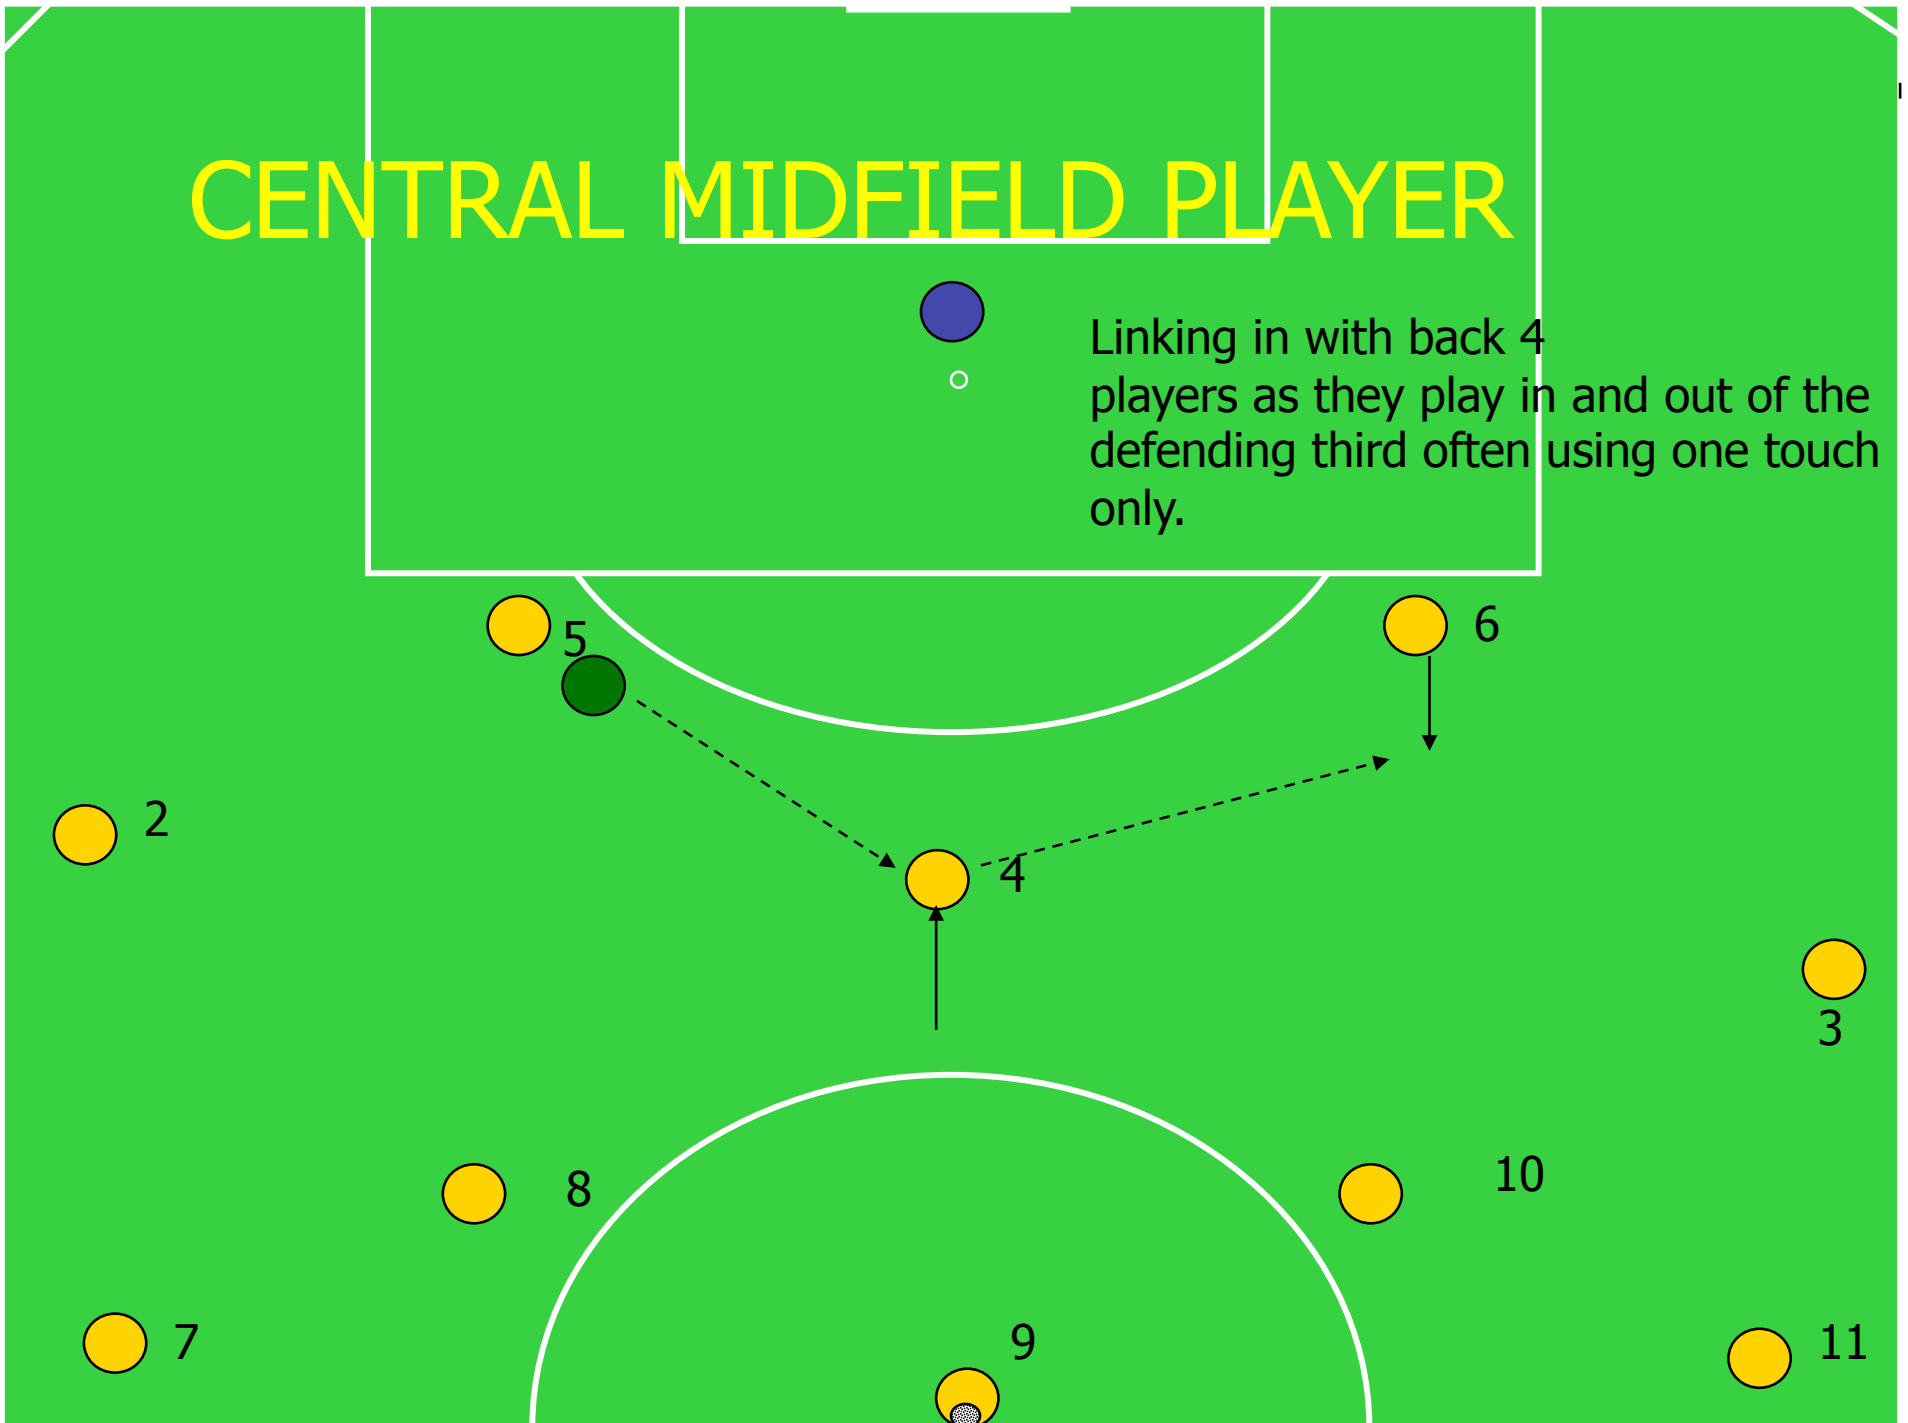 CENTRAL MIDFIELD PLAYER
Linking in with back 4
players as they play in and out of the
defending third often using one touch
only.
5
6
2
4
3
8
10
7
9
11